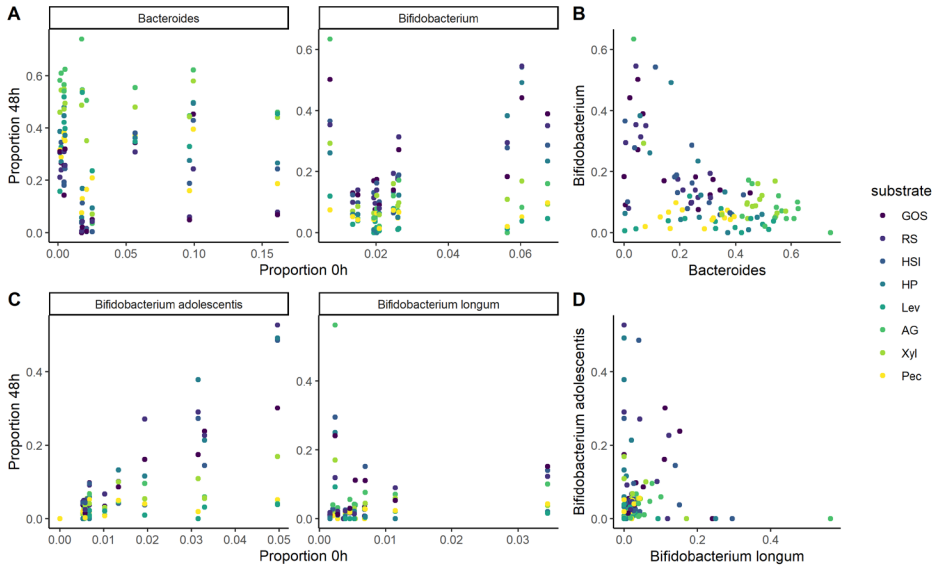 A
Bacteroides
Bifidobacterium
B
Proportion 48h
0.6
0.4
0.2
0.0
0.00
0.05
0.10
0.15
0.6
0.4
0.2
0.0
0.02
0.04
0.06
Proportion 0h
Bifidobacterium
0.6
0.4
0.2
0.0
0.0
0.2
0.4
0.6
Bacteroides
substrate
GOS
RS
HSI
HP
Lev
AG
Xyl
Pec
C
Bifidobacterium adolescentis
Bifidobacterium longum
D
Proportion 48h
0.4
0.2
0.0
0.00
0.01
0.02
0.03
0.04
0.05
0.4
0.2
0.0
0.00
0.01
0.02
0.03
Proportion 0h
Bifidobacterium adolescentis
0.4
0.2
0.0
0.0
0.2
0.4
Bifidobacterium longum